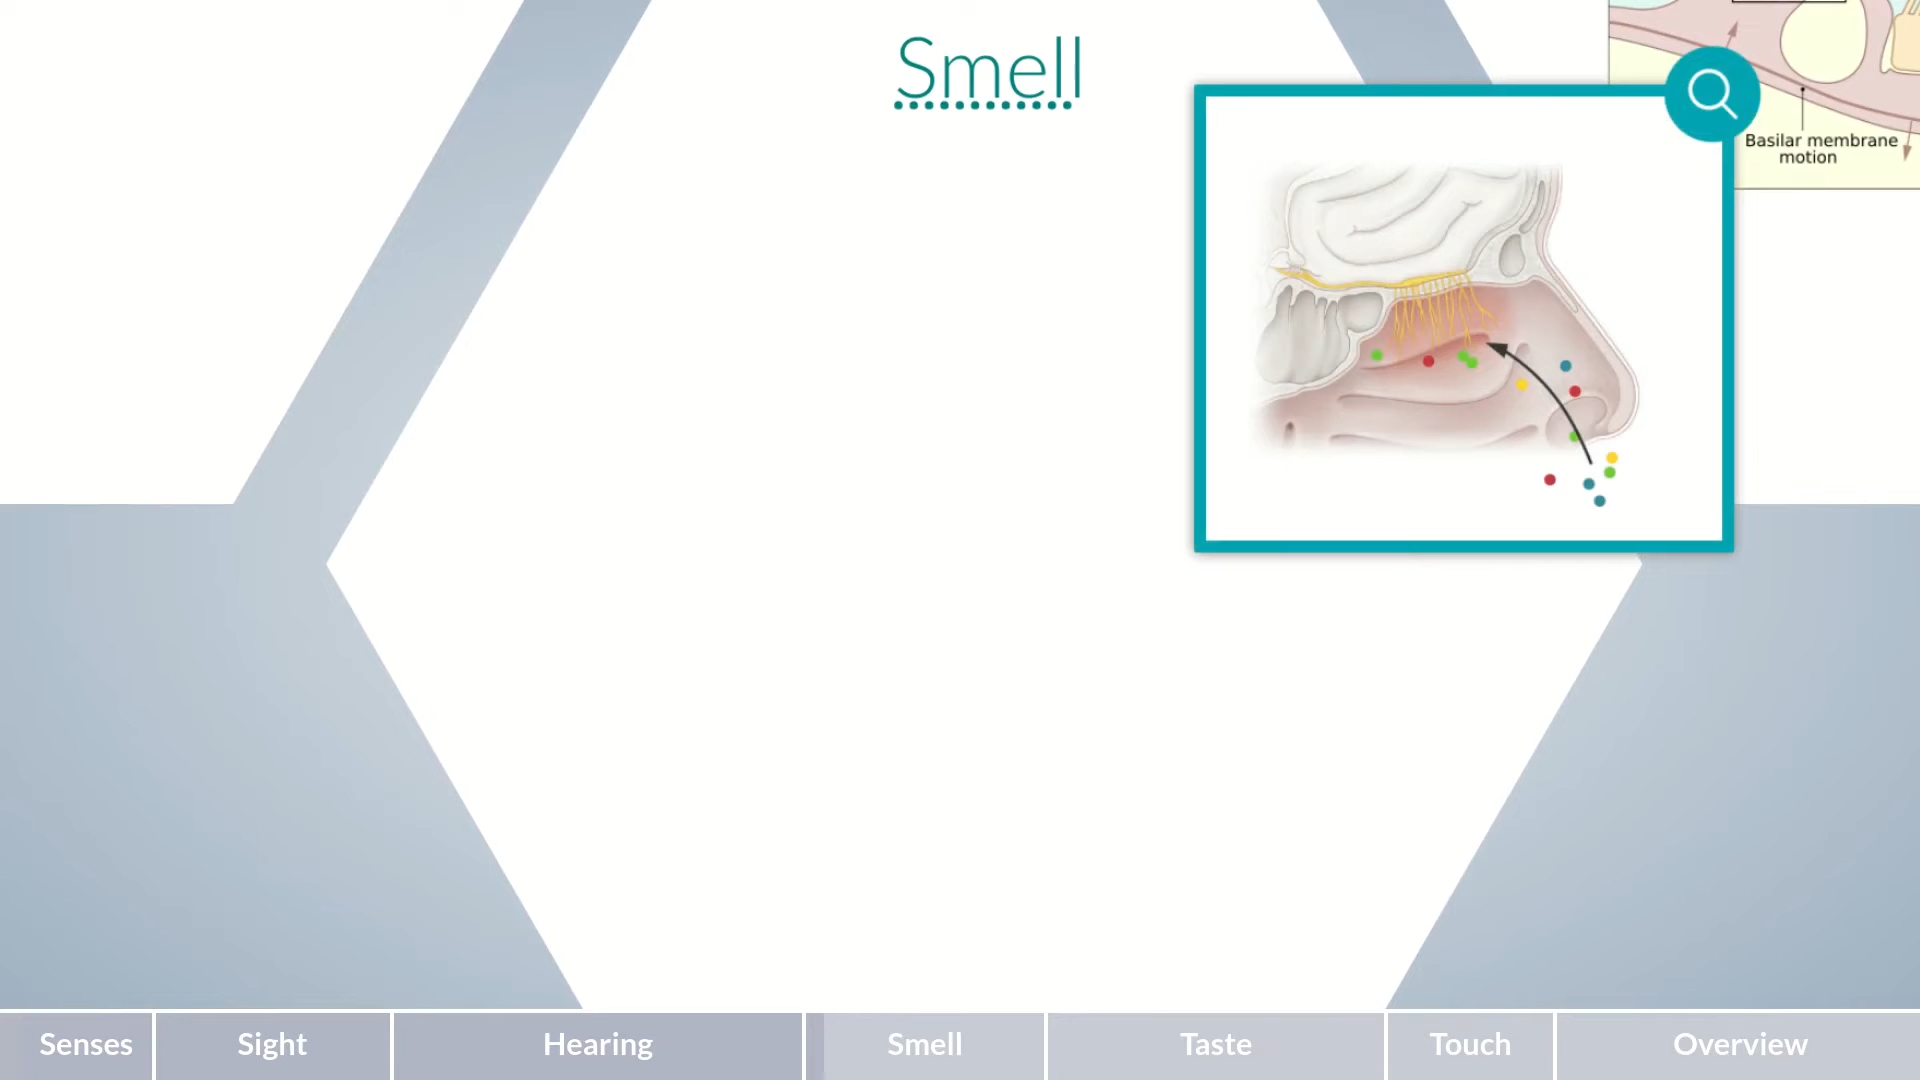 Smell
Basilar membrane
motion
Senses
Sight
Hearing
Smell
Taste
Touch
Overview